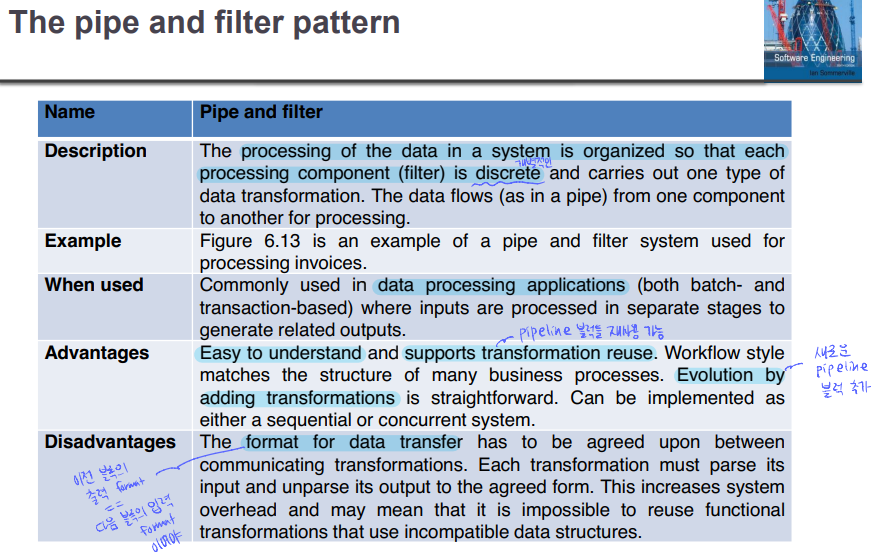 The pipe and filter pattern
Software Engineering
Ian Sommerville
Name
Pipe and filter
Description
The processing of the data in a system is organized so that each
개별적인
processing component (filter) is discrete and carries out one type of
data transformation. The data flows (as in a pipe) from one component
to another for processing.
Example
Figure 6.13 is an example of a pipe and filter system used for
processing invoices.
When used
Commonly used in data processing applications (both batch- and
transaction-based) where inputs are processed in separate stages to
generate related outputs.
pipeline 블럭들 재사용 가능
Advantages
Easy to understand and supports transformation reuse. Workflow style
matches the structure of many business processes. Evolution by
adding transformations is straightforward. Can be implemented as
either a sequential or concurrent system.
새로운
pipeline
블럭 추가
Disadvantages
The format for data transfer has to be agreed upon between
communicating transformations. Each transformation must parse its
input and unparse its output to the agreed form. This increases system
overhead and may mean that it is impossible to reuse functional
transformations that use incompatible data structures.
이전 블록의
출력 format
==
다음 블록의 입력
format
이여야